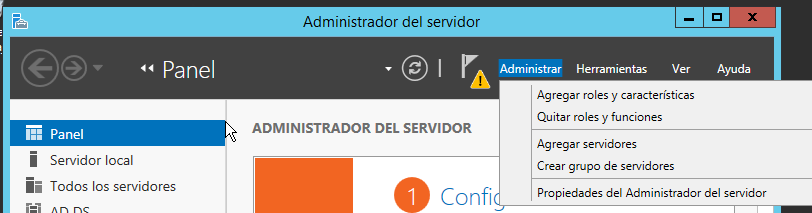 Administrador del servidor
Panel
Administrar Herramientas Ver Ayuda
Agregar roles y características
Quitar roles y funciones
Agregar servidores
Crear grupo de servidores
Propiedades del Administrador del servidor
Panel
Servidor local
Todos los servidores
AD DS
ADMINISTRADOR DEL SERVIDOR
1 Config